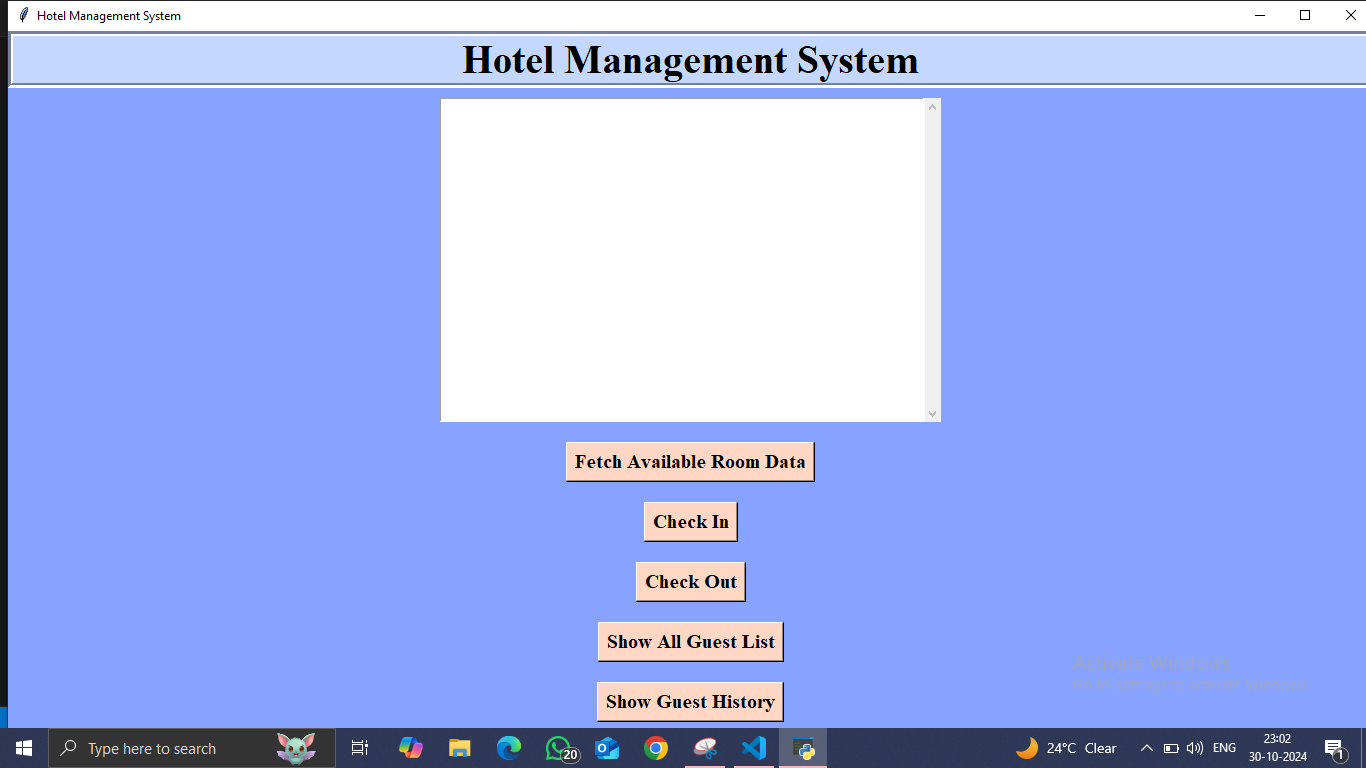 Hotel Management System
Hotel Management System
Fetch Available Room Data
Check In
Check Out
Show All Guest List
Show Guest History
Activate Windows
Go to Settings to activate Windows.
Type here to search
20
24°C Clear
ENG
23:02
30-10-2024
1